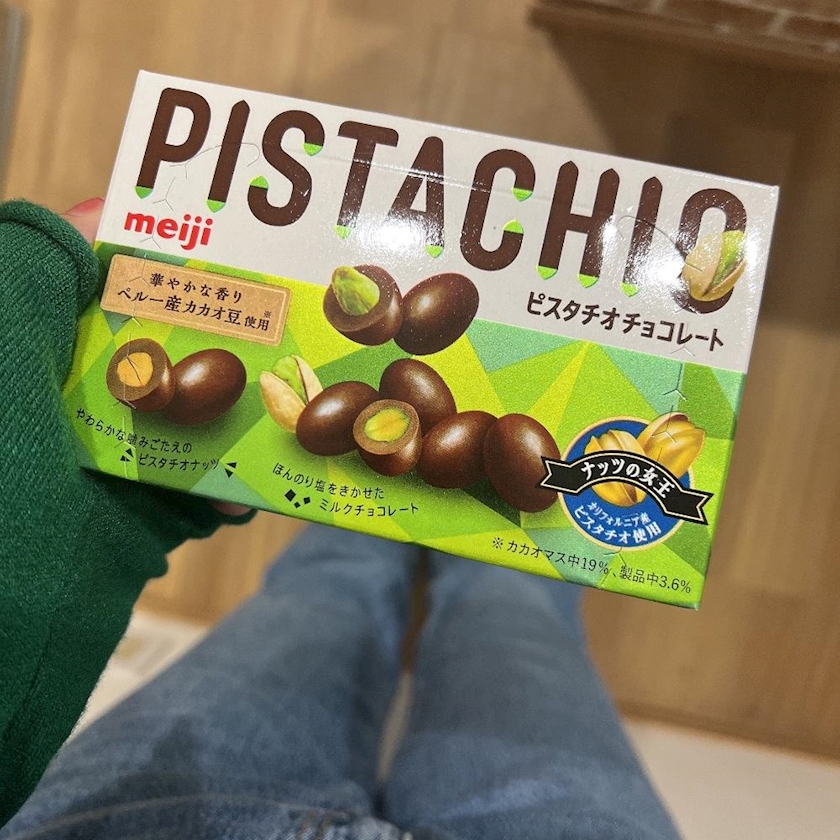 PISTACHIO
meiji
ピスタチオチョコレート
華やかな香り
ペルー産カカオ豆使用※
やわらかな噛みごたえの
ピスタチオナッツ
ほんのり塩をきかせた
ミルクチョコレート
ナッツの女王
カリフォルニア産
ピスタチオ使用
※カカオマス中19%、製品中3.6%